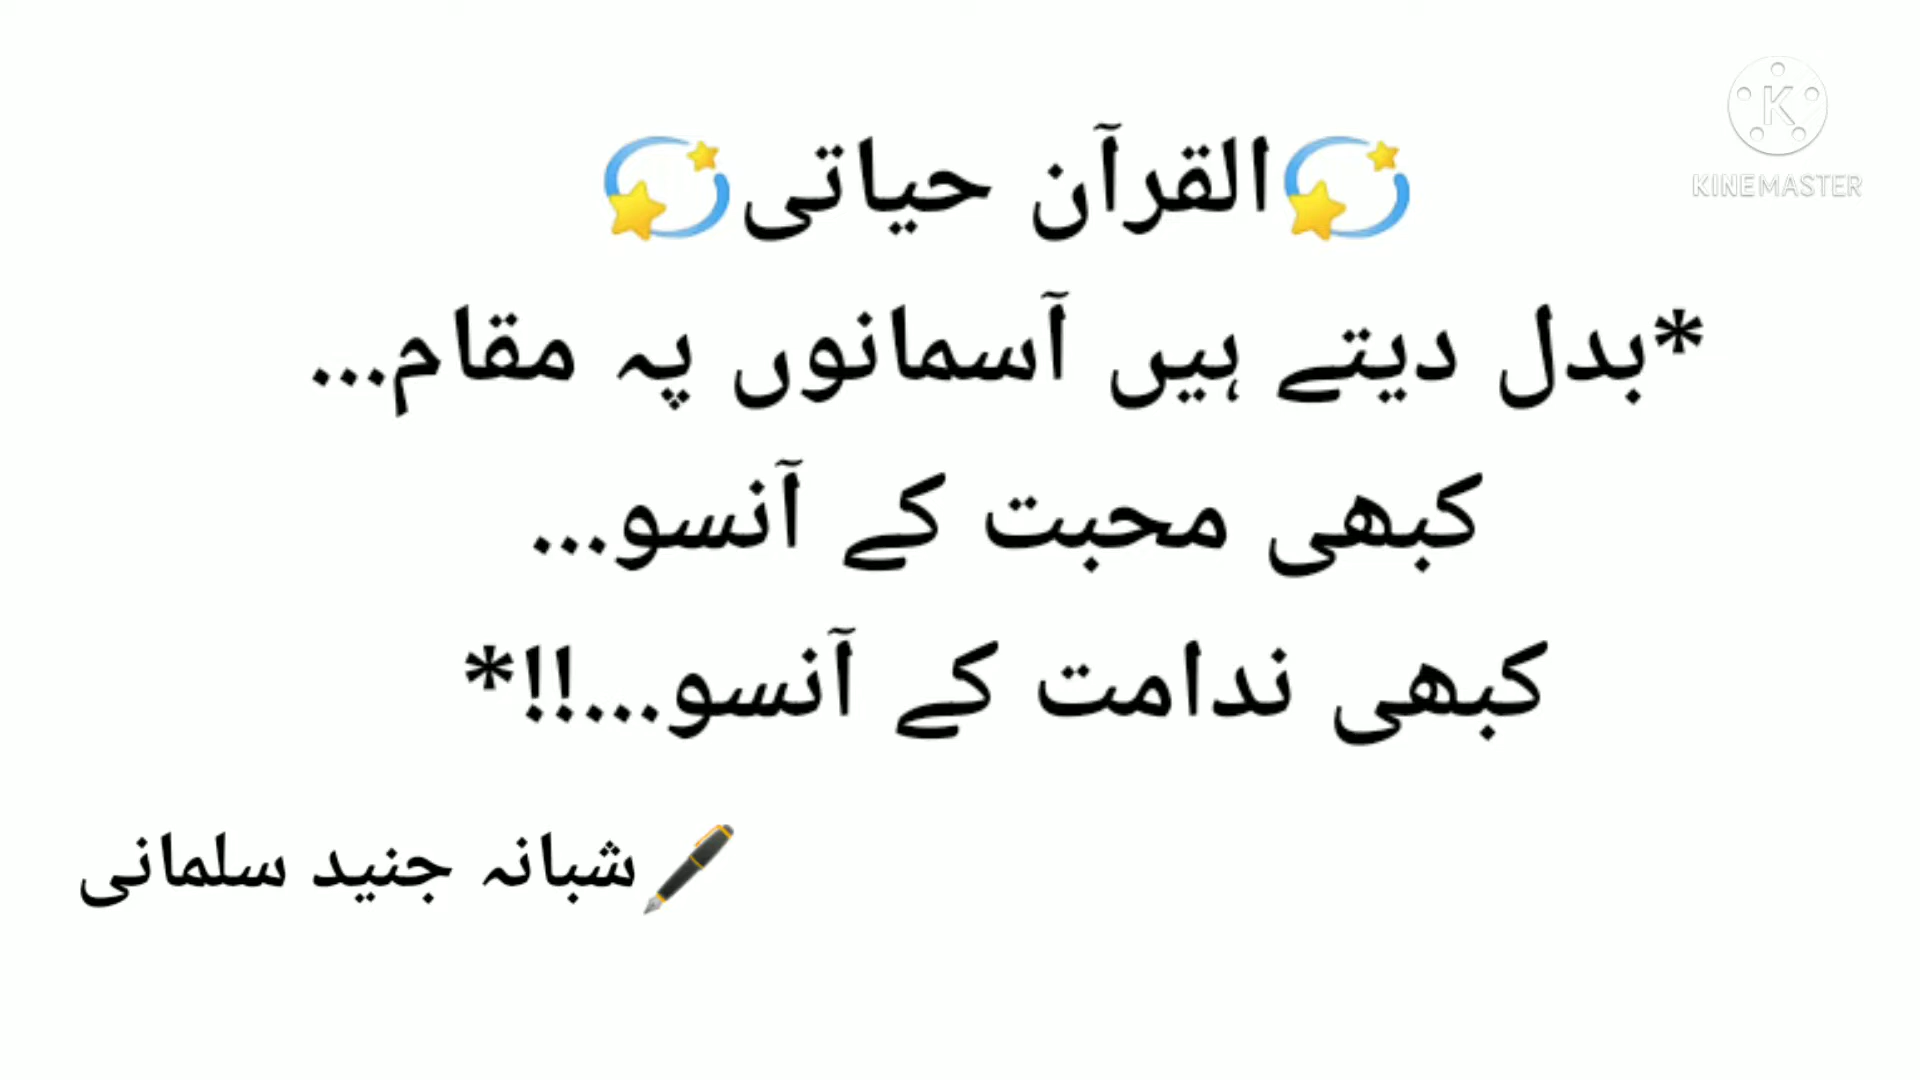 💫القرآن حیاتی💫
*بدل دیتے ہیں آسمانوں پہ مقام...
کبھی محبت کے آنسو...
کبھی ندامت کے آنسو...!!*
🖋️شبانہ جنید سلمانی
K
KINEMASTER